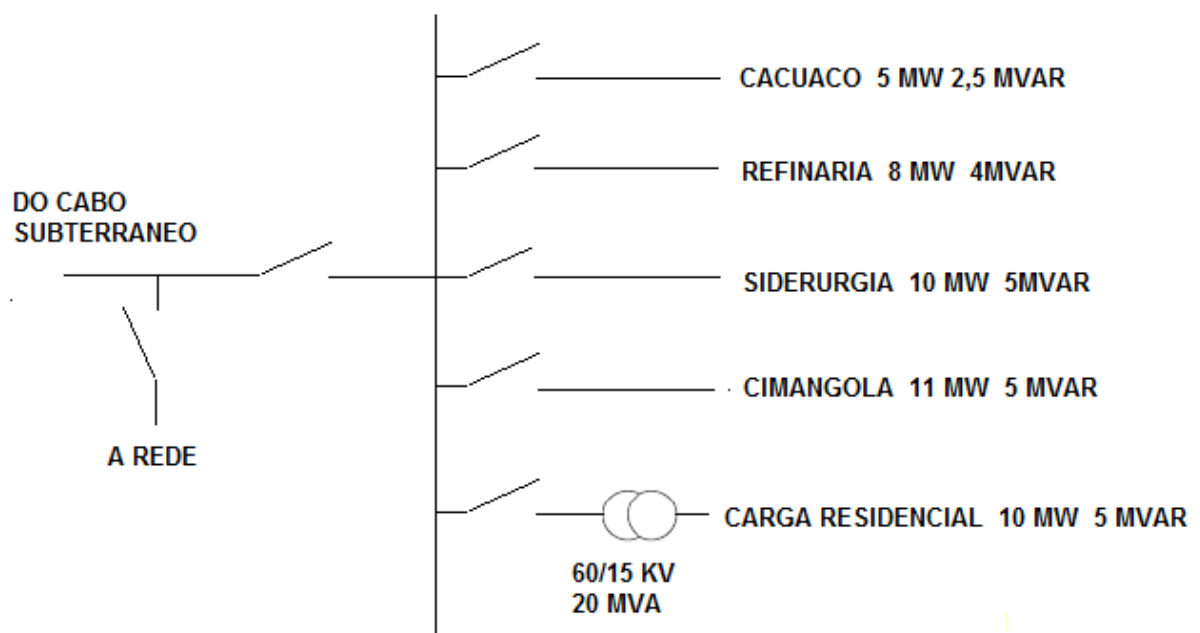 CACUACO 5 MW 2,5 MVAR
REFINARIA 8 MW 4MVAR
DO CABO
SUBTERRANEO
SIDERURGIA 10 MW 5MVAR
CIMANGOLA 11 MW 5 MVAR
A REDE
CARGA RESIDENCIAL 10 MW 5 MVAR
60/15 KV
20 MVA